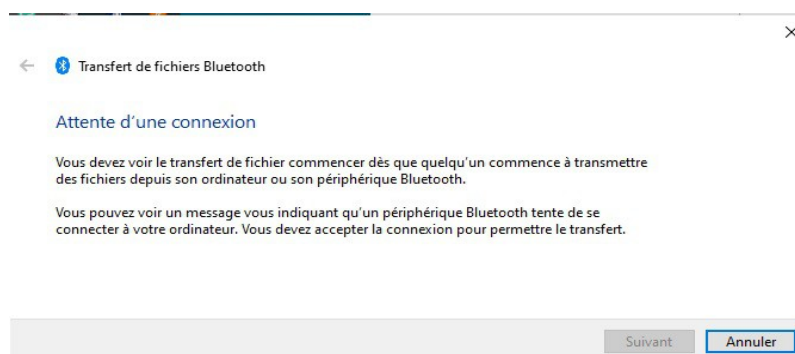 Transfert de fichiers Bluetooth
Attente d'une connexion
Vous devez voir le transfert de fichier commencer dès que quelqu'un commence à transmettre
des fichiers depuis son ordinateur ou son périphérique Bluetooth.
Vous pouvez voir un message vous indiquant qu'un périphérique Bluetooth tente de se
connecter à votre ordinateur. Vous devez accepter la connexion pour permettre le transfert.
Suivant Annuler